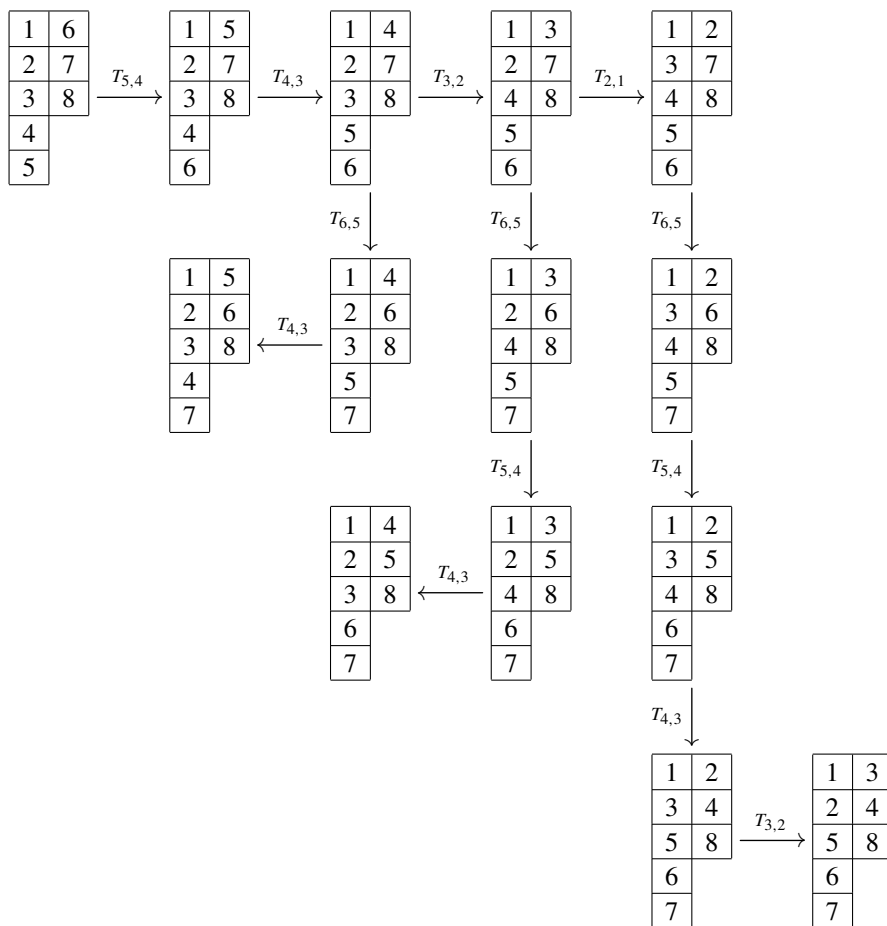 1 6 1 5 1 4 1 3 1 2
2 7 T5,4 2 7 T4,3 2 7 T3,2 2 7 T2,1 3 7
3 8 3 8 3 8 4 8 4 8
4 4 5 5 5
5 6 6 6 6
T6,5 T6,5 T6,5
1 5 1 4 1 3 1 2
2 6 T4,3 2 6 2 6 3 6
3 8 3 8 4 8 4 8
4 5 5 5
7 7 7 7
T5,4 T5,4
1 4 1 3 1 2
2 5 T4,3 2 5 3 5
3 8 4 8 4 8
6 6 6
7 7 7
T4,3
1 2 1 3
3 4 T3,2 2 4
5 8 5 8
6 6
7 7